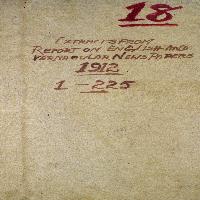 18
EXTRACTS FROM
REPORT ON ENGLISH AND
VERNACULAR NEWS PAPERS
1912.
1 - 225